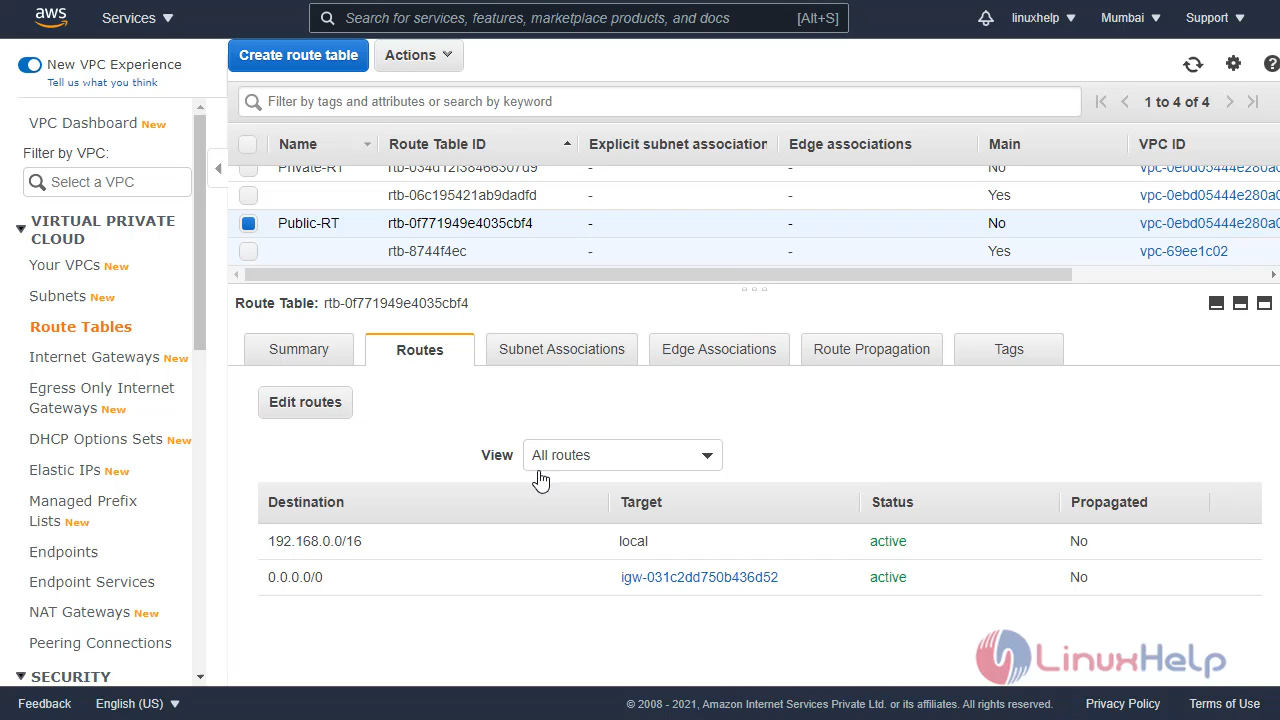 aws
Services
Search for services, features, marketplace products, and docs [Alt+S]
linuxhelp
Mumbai
Support
New VPC Experience
Tell us what you think
VPC Dashboard New
Filter by VPC:
Select a VPC
VIRTUAL PRIVATE
CLOUD
Your VPCs New
Subnets New
Route Tables
Internet Gateways New
Egress Only Internet
Gateways New
DHCP Options Sets New
Elastic IPs New
Managed Prefix
Lists New
Endpoints
Endpoint Services
NAT Gateways New
Peering Connections
SECURITY
Create route table
Actions
Filter by tags and attributes or search by keyword
1 to 4 of 4
Name Route Table ID Explicit subnet association Edge associations Main VPC ID
Private-RT rtb-034d12f38466307d9 - - No vpc-0ebd05444e280a0
rtb-06c195421ab9dadfd - - Yes vpc-0ebd05444e280a0
Public-RT rtb-0f771949e4035cbf4 - - No vpc-0ebd05444e280a0
rtb-8744f4ec - - Yes vpc-69ee1c02
Route Table: rtb-0f771949e4035cbf4
Summary Routes Subnet Associations Edge Associations Route Propagation Tags
Edit routes
View All routes
Destination Target Status Propagated
192.168.0.0/16 local active No
0.0.0.0/0 igw-031c2dd750b436d52 active No
LinuxHelp
Feedback English (US) © 2008 - 2021, Amazon Internet Services Private Ltd. or its affiliates. All rights reserved. Privacy Policy Terms of Use